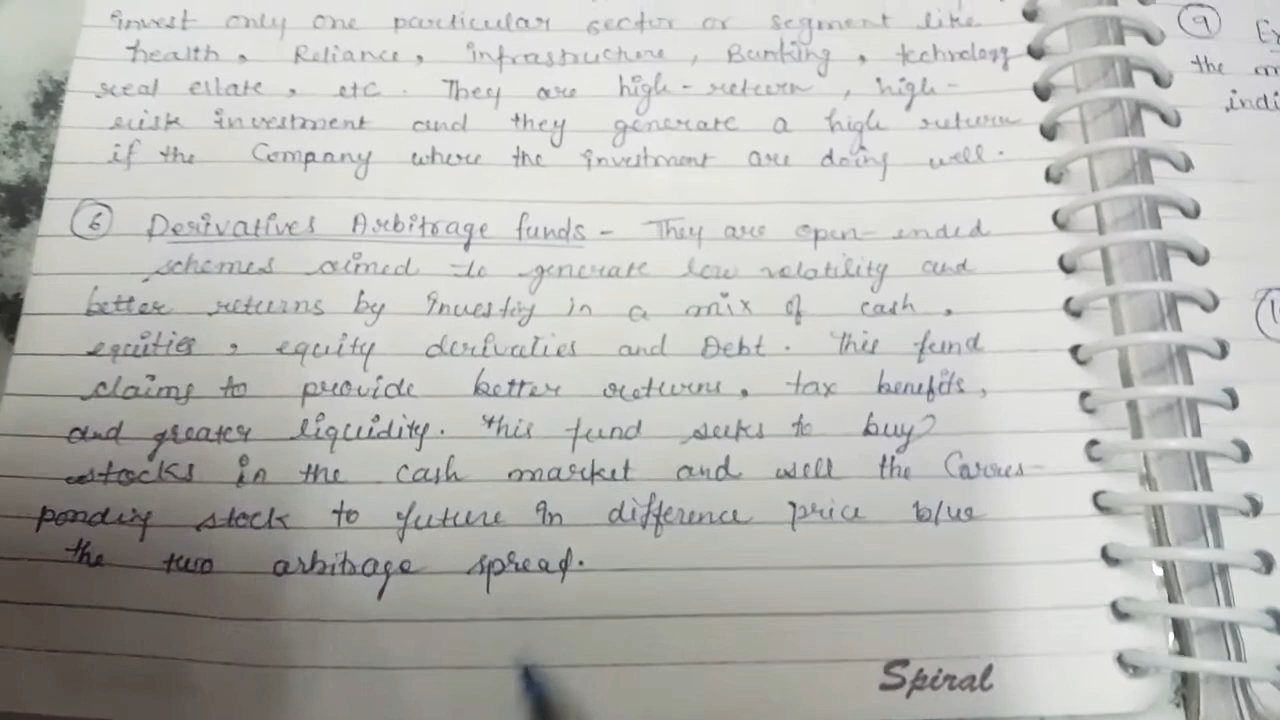 invest only one particular sector or segment like
health, Reliance, infrastructure, Banking, technology
real estate, etc. They are high-return, high-
risk investment and they generate a high return
if the Company where the investment are doing well.
⑥ Derivatives Arbitrage funds - They are open-ended
schemes aimed to generate low volatility and
better returns by investing in a mix of cash,
equities, equity derivaties and Debt. This fund
claims to provide better returns, tax benefits,
and greater liquidity. This fund seeks to buy
stocks in the cash market and well the Corres-
ponding stock to future in difference price b/w
the two arbitrage spread.
Spiral
⑨ Ex
the
indi